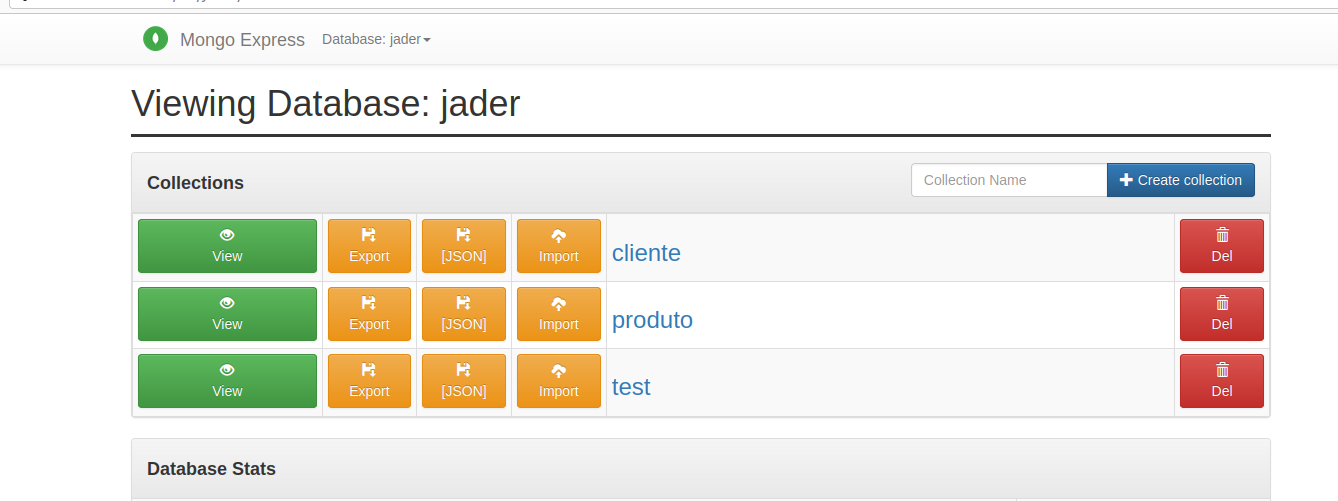 Mongo Express Database: jader
Viewing Database: jader
Collections
Collection Name
Create collection
View Export [JSON] Import cliente Del
View Export [JSON] Import produto Del
View Export [JSON] Import test Del
Database Stats